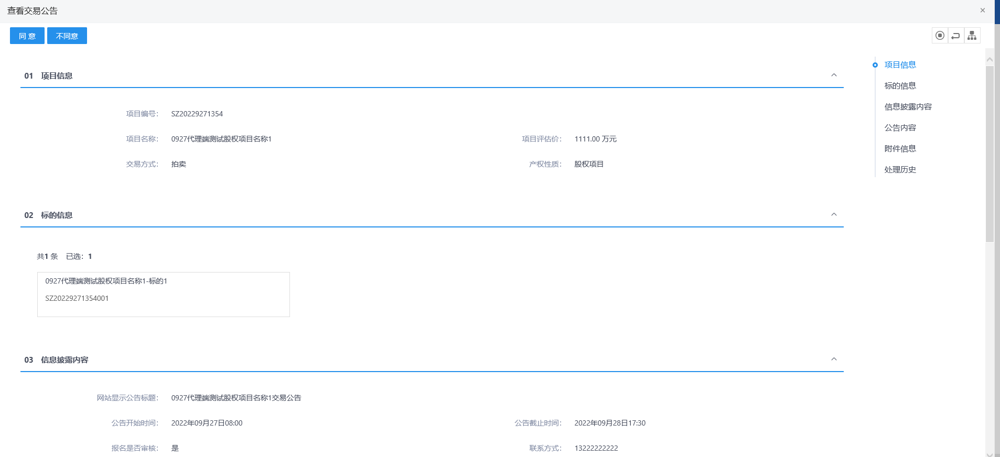 查看交易公告
同 意 不同意
01 项目信息
项目编号： SZ20229271354
项目名称： 0927代理端测试股权项目名称1 项目评估价： 1111.00 万元
交易方式： 拍卖 产权性质： 股权项目
02 标的信息
共1 条 已选：1
0927代理端测试股权项目名称1-标的1
SZ20229271354001
03 信息披露内容
网站显示公告标题： 0927代理端测试股权项目名称1交易公告
公告开始时间： 2022年09月27日08:00 公告截止时间： 2022年09月28日17:30
报名是否审核： 是 联系方式： 13222222222
项目信息
标的信息
信息披露内容
公告内容
附件信息
处理历史